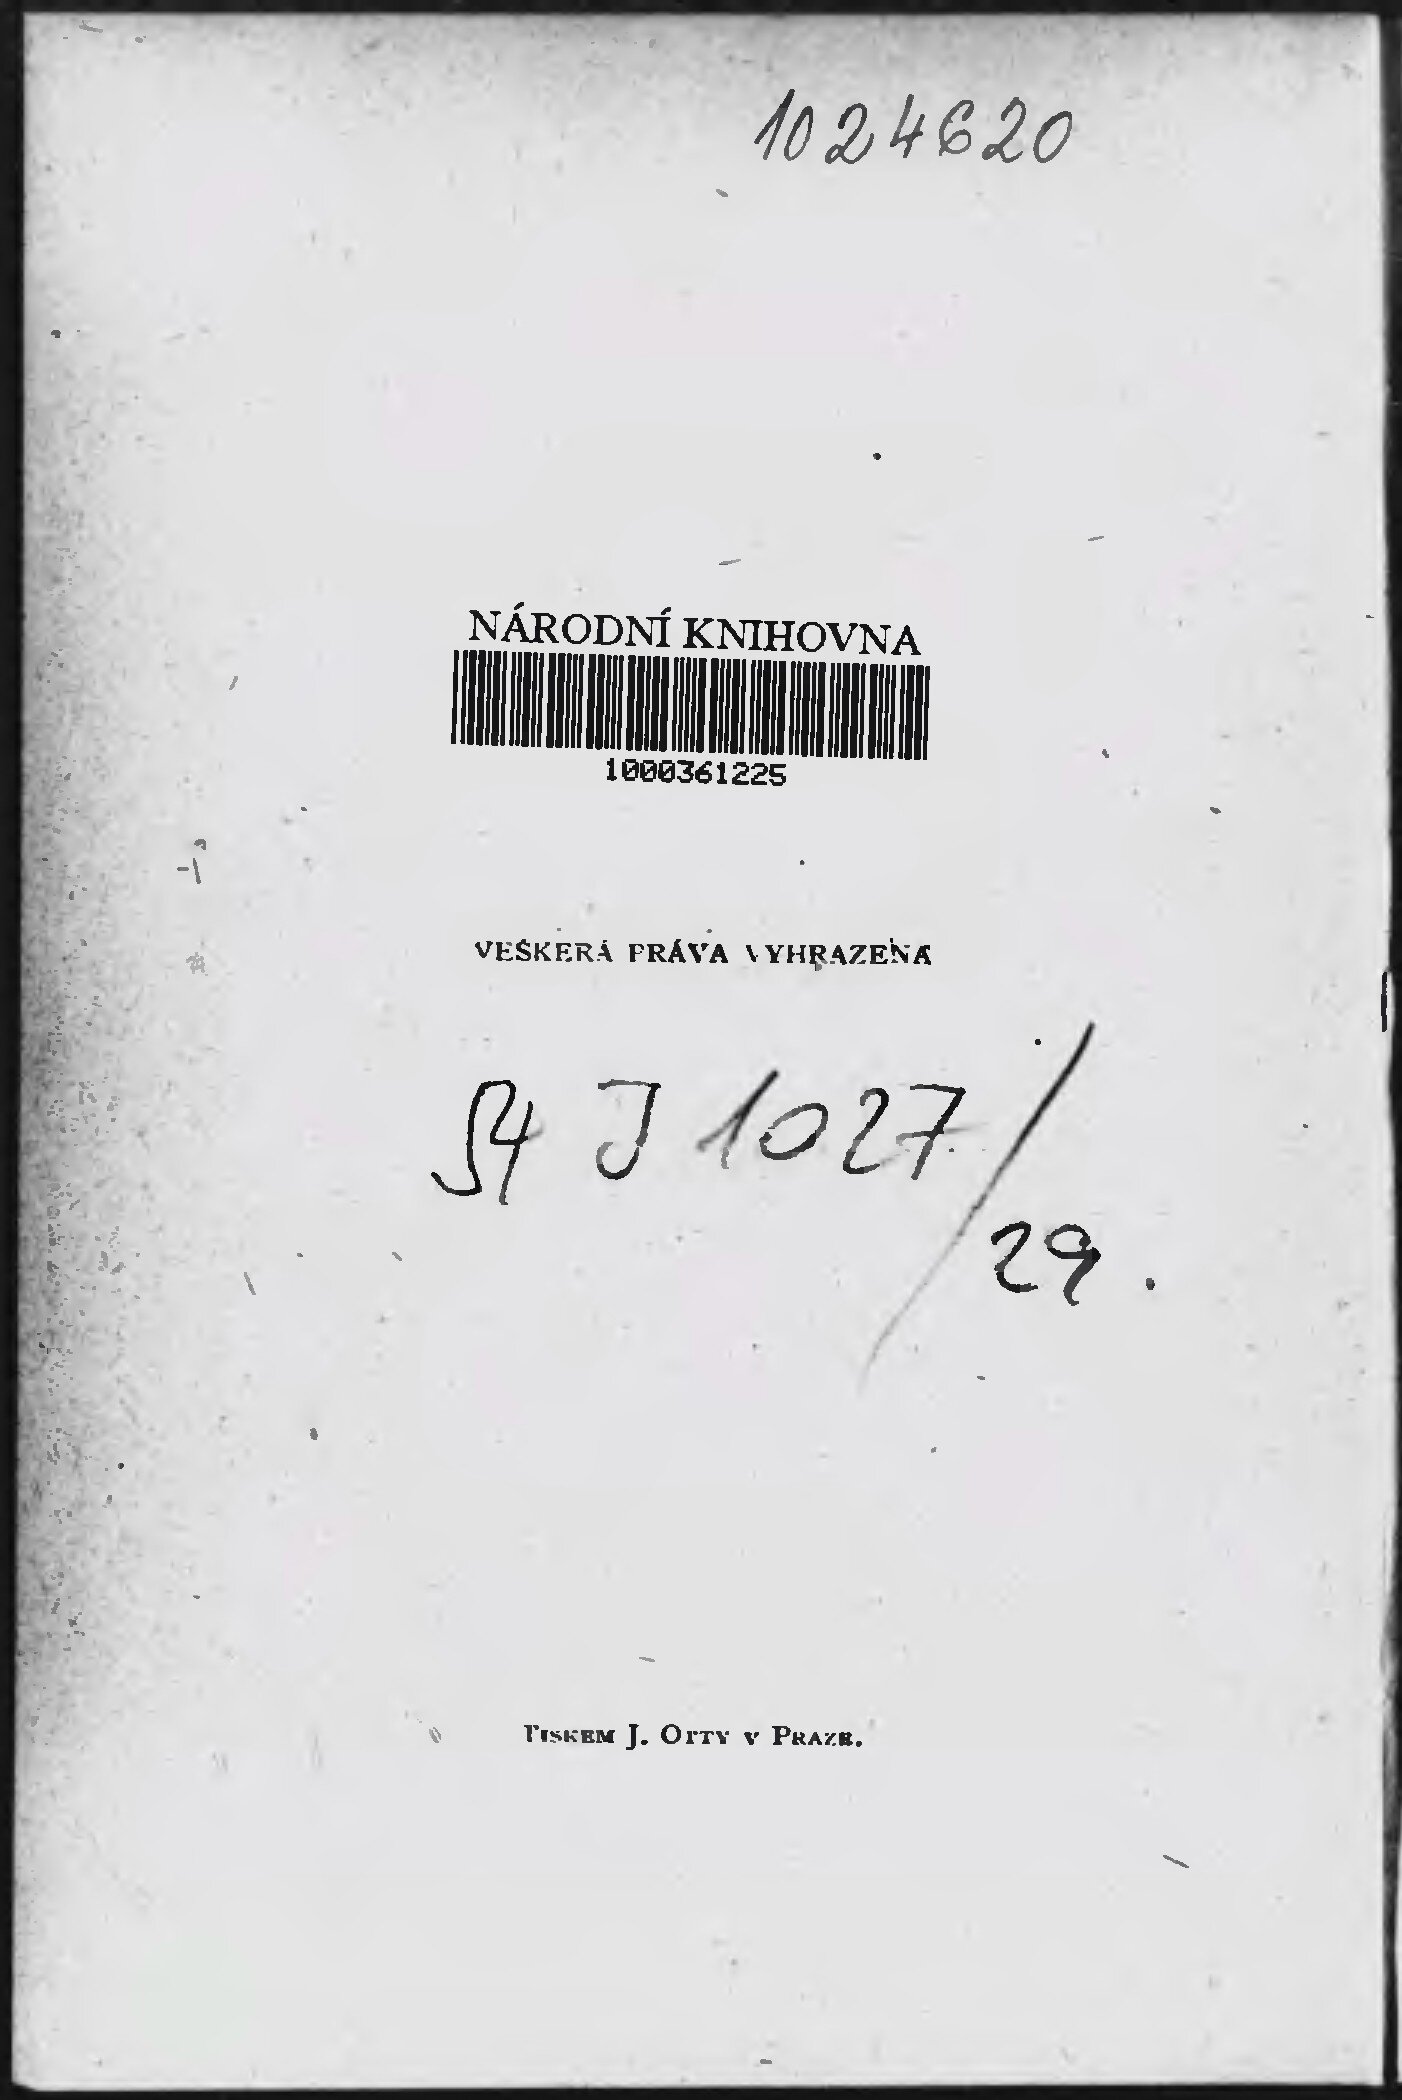 1024620
NÁRODNÍ KNIHOVNA
1000361225
VEŠKERÁ PRÁVA VYHRAZENA
54 J 1027/
29.
TISKEM J. OTTY V PRAZE.